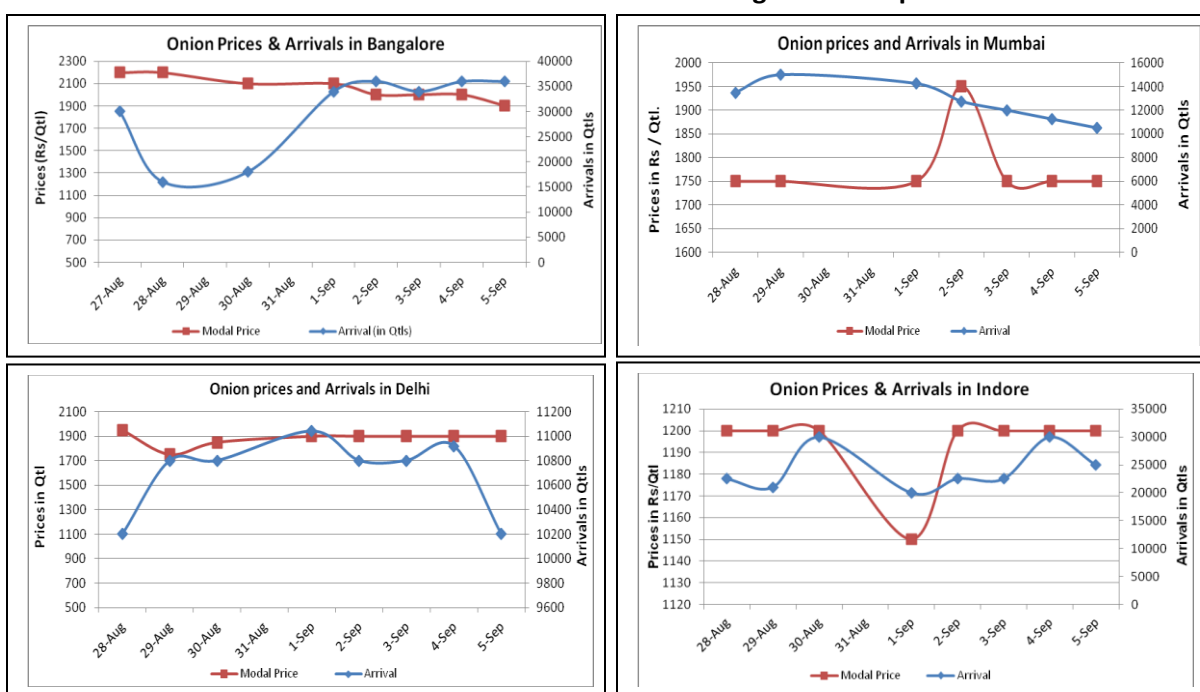 Onion Prices & Arrivals in Bangalore
Prices (Rs/Qtl)
2300
2100
1900
1700
1500
1300
1100
900
700
500
40000
35000
30000
25000
20000
15000
10000
5000
0
Arrivals in Qtls
27-Aug
28-Aug
29-Aug
30-Aug
31-Aug
1-Sep
2-Sep
3-Sep
4-Sep
5-Sep
Modal Price
Arrival (in Qtls)
Onion prices and Arrivals in Mumbai
Prices in Rs / Qtl.
2000
1950
1900
1850
1800
1750
1700
1650
1600
16000
14000
12000
10000
8000
6000
4000
2000
0
Arrivals in Qtls
28-Aug
29-Aug
30-Aug
31-Aug
1-Sep
2-Sep
3-Sep
4-Sep
5-Sep
Modal Price
Arrival
Onion prices and Arrivals in Delhi
Prices in Qtl
2100
1900
1700
1500
1300
1100
900
700
500
11200
11000
10800
10600
10400
10200
10000
9800
9600
Arrivals in Qtls
28-Aug
29-Aug
30-Aug
1-Sep
2-Sep
3-Sep
4-Sep
5-Sep
Modal Price
Arrival
Onion Prices & Arrivals in Indore
Prices in Rs/Qtl
1210
1200
1190
1180
1170
1160
1150
1140
1130
1120
35000
30000
25000
20000
15000
10000
5000
0
Arrivals in Qtls
28-Aug
29-Aug
30-Aug
1-Sep
2-Sep
3-Sep
4-Sep
5-Sep
Modal Price
Arrival